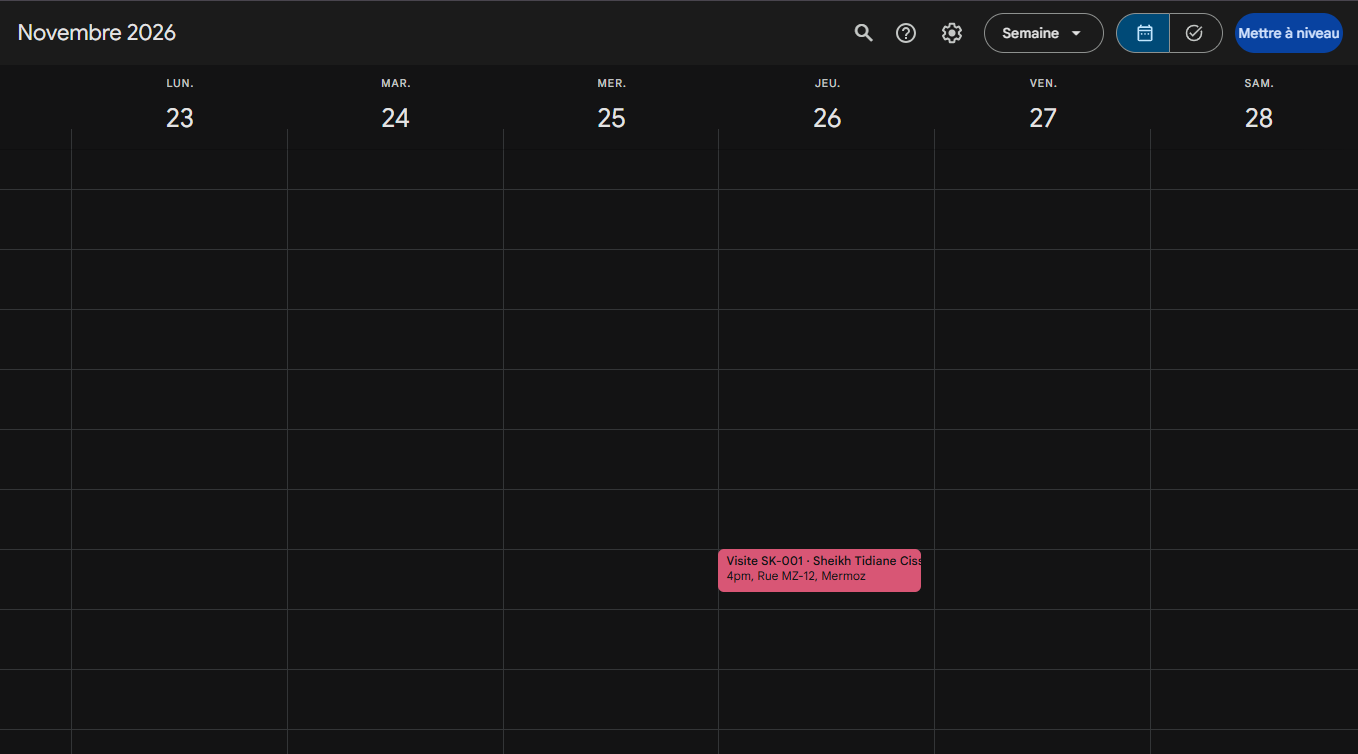 Novembre 2026
Semaine
Mettre à niveau
LUN.
23
MAR.
24
MER.
25
JEU.
26
VEN.
27
SAM.
28
Visite SK-001 · Sheikh Tidiane
4pm, Rue MZ-12, Mermoz